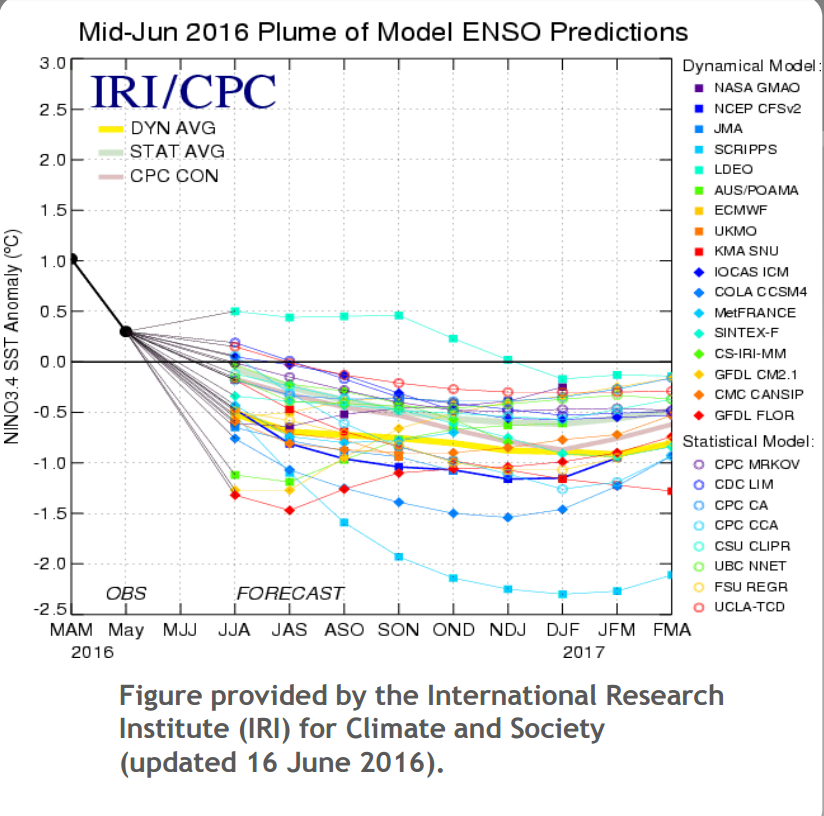 Mid-Jun 2016 Plume of Model ENSO Predictions
IRI/CPC
DYN AVG
STAT AVG
CPC CON
NINO3.4 SST Anomaly (°C)
3.0
2.5
2.0
1.5
1.0
0.5
0.0
-0.5
-1.0
-1.5
-2.0
-2.5
OBS FORECAST
MAM May MJJ JJA JAS ASO SON OND NDJ DJF JFM FMA
2016 2017
Dynamical Model:
NASA GMAO
NCEP CFSv2
JMA
SCRIPPS
LDEO
AUS/POAMA
ECMWF
UKMO
KMA SNU
IOCAS ICM
COLA CCSM4
MetFRANCE
SINTEX-F
CS-IRI-MM
GFDL CM2.1
CMC CANSIP
GFDL FLOR
Statistical Model:
CPC MRKOV
CDC LIM
CPC CA
CPC CCA
CSU CLIPR
UBC NNET
FSU REGR
UCLA-TCD
Figure provided by the International Research
Institute (IRI) for Climate and Society
(updated 16 June 2016).